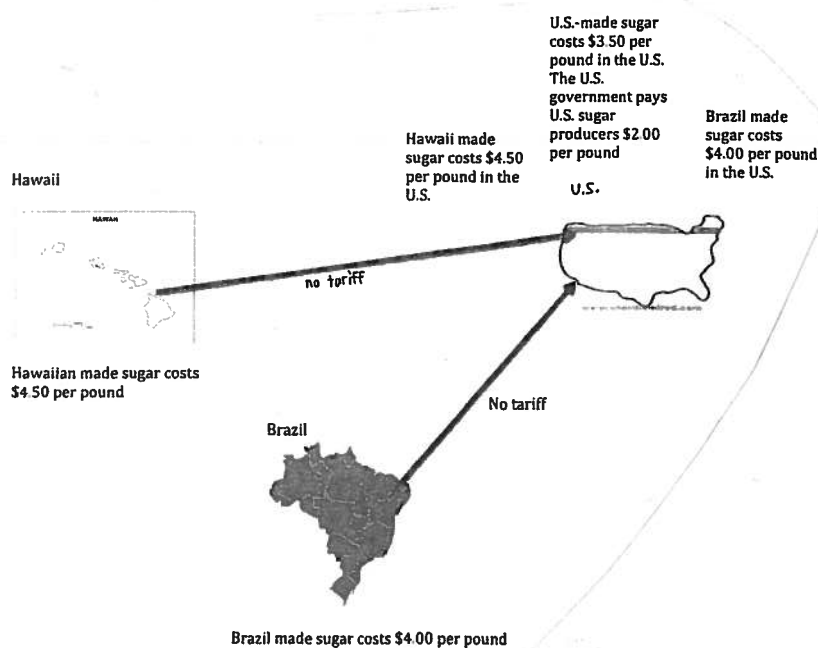 U.S.-made sugar
costs $3.50 per
pound in the U.S.
The U.S.
government pays
U.S. sugar
producers $2.00
per pound
Hawaii made
sugar costs $4.50
per pound in the
U.S.
Brazil made
sugar costs
$4.00 per pound
in the U.S.
U.S.
Hawaii
HAWAII
no tariff
Hawaiian made sugar costs
$4.50 per pound
No tariff
Brazil
Brazil made sugar costs $4.00 per pound